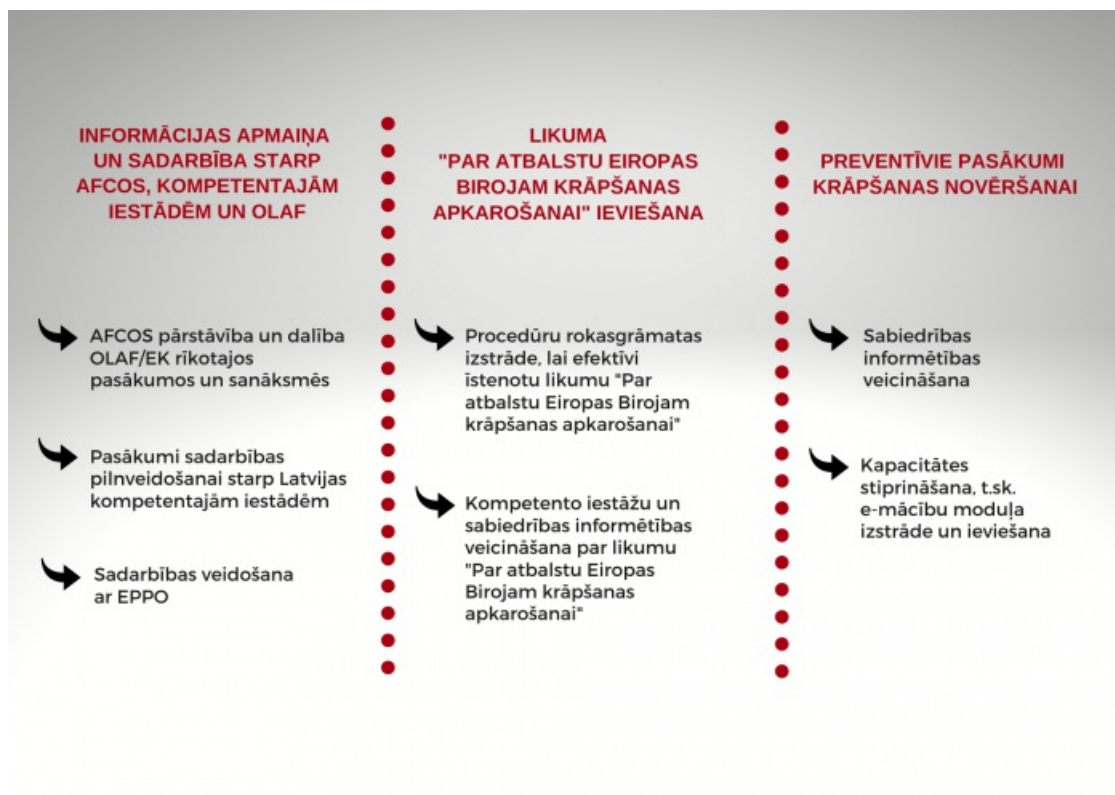 INFORMĀCIJAS APMAIŅA
UN SADARBĪBA STARP
AFCOS, KOMPETENTAJĀM
IESTĀDĒM UN OLAF
AFCOS pārstāvība un dalība
OLAF/EK rīkotajos
pasākumos un sanāksmēs
Pasākumi sadarbības
pilnveidošanai starp Latvijas
kompetentajām iestādēm
Sadarbības veidošana
ar EPPO
LIKUMA
"PAR ATBALSTU EIROPAS
BIROJAM KRĀPŠANAS
APKAROŠANAI" IEVIEŠANA
Procedūru rokasgrāmatas
izstrāde, lai efektīvi
īstenotu likumu "Par
atbalstu Eiropas Birojam
krāpšanas apkarošanai"
Kompetento iestāžu un
sabiedrības informētības
veicināšana par likumu
"Par atbalstu Eiropas
Birojam krāpšanas
apkarošanai"
PREVENTĪVIE PASĀKUMI
KRĀPŠANAS NOVĒRŠANAI
Sabiedrības
informētības
veicināšana
Kapacitātes
stiprināšana, t.sk.
e-mācību moduļa
izstrāde un ieviešana